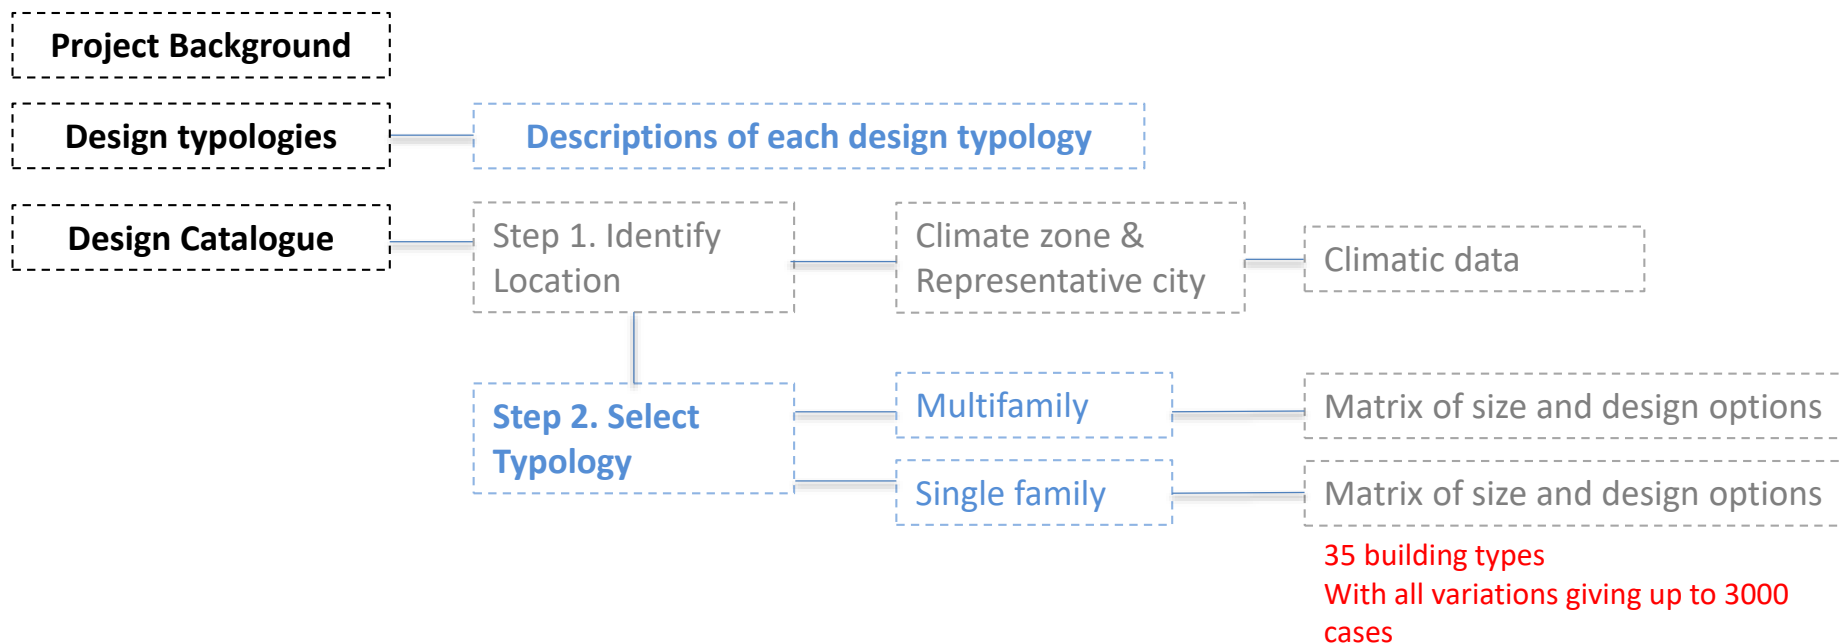 Project Background
Design typologies
Descriptions of each design typology
Design Catalogue
Step 1. Identify
Location
Climate zone &
Representative city
Climatic data
Step 2. Select
Typology
Multifamily
Matrix of size and design options
Single family
Matrix of size and design options
35 building types
With all variations giving up to 3000
cases